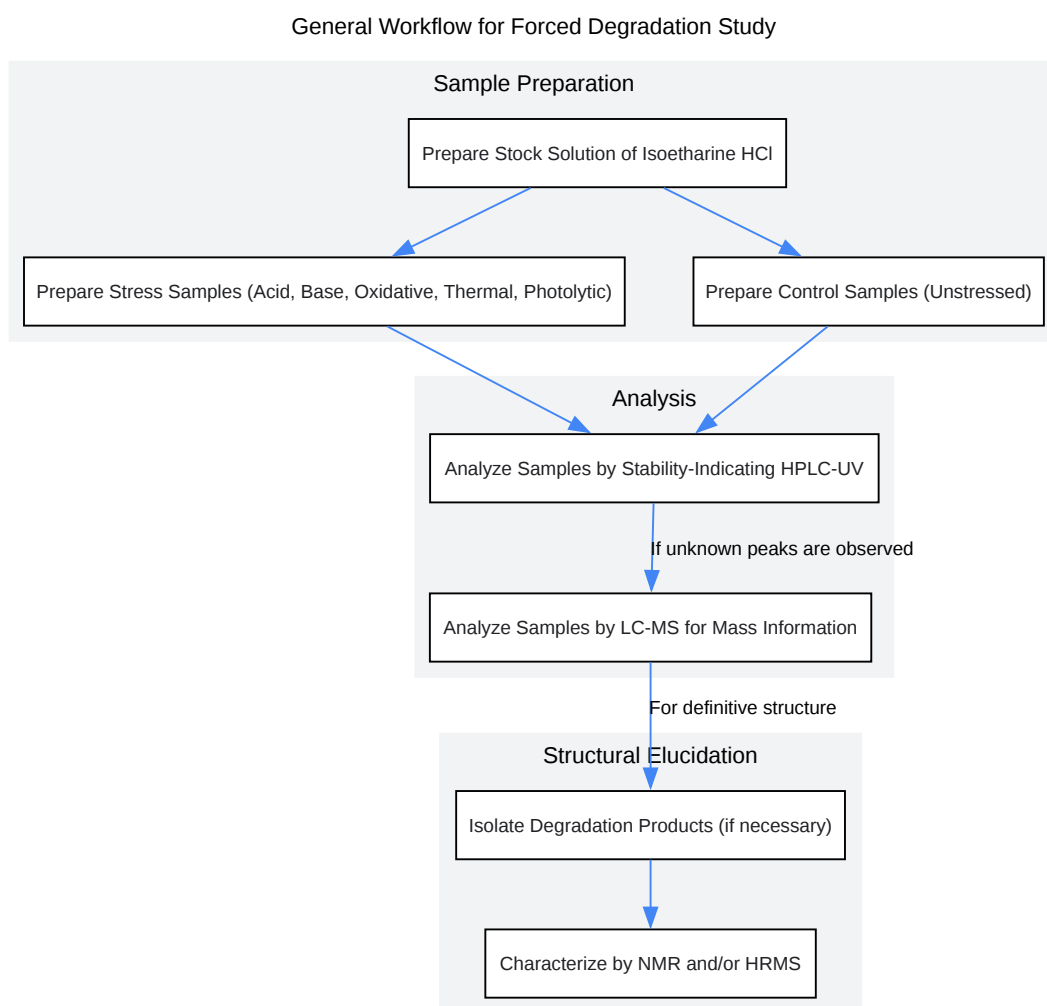 General Workflow for Forced Degradation Study
Sample Preparation
Prepare Stock Solution of Isoetharine HCl
Prepare Stress Samples (Acid, Base, Oxidative, Thermal, Photolytic)
Prepare Control Samples (Unstressed)
Analysis
Analyze Samples by Stability-Indicating HPLC-UV
If unknown peaks are observed
Analyze Samples by LC-MS for Mass Information
For definitive structure
Structural Elucidation
Isolate Degradation Products (if necessary)
Characterize by NMR and/or HRMS